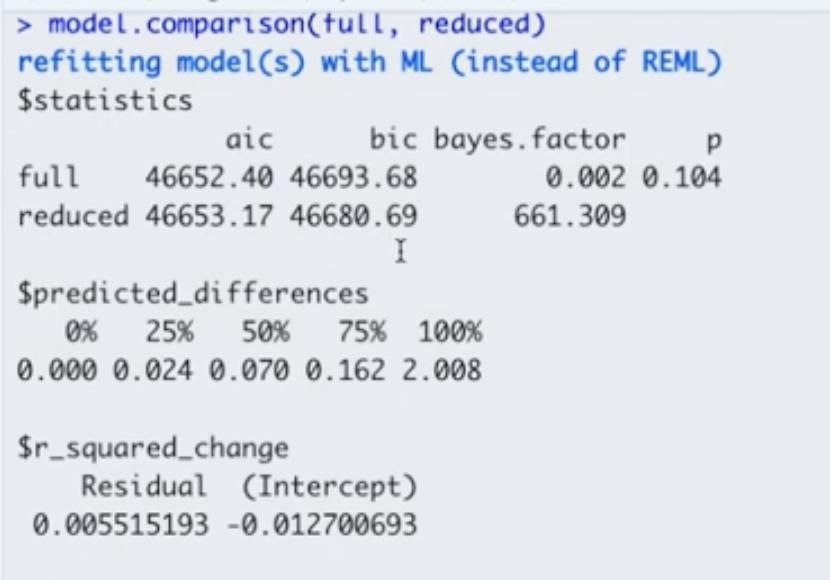 > model.comparison(full, reduced)
refitting model(s) with ML (instead of REML)
$statistics
aic bic bayes.factor p
full 46652.40 46693.68 0.002 0.104
reduced 46653.17 46680.69 661.309
$predicted_differences
0% 25% 50% 75% 100%
0.000 0.024 0.070 0.162 2.008
$r_squared_change
Residual (Intercept)
0.005515193 -0.012700693